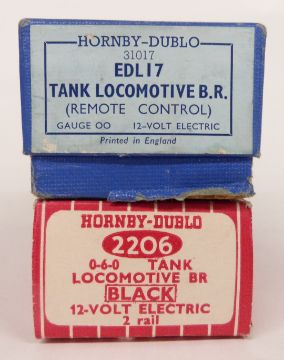 HORNBY-DUBLO
31017
EDL17
TANK LOCOMOTIVE B.R.
(REMOTE CONTROL)
GAUGE OO 12-VOLT ELECTRIC
Printed in England
HORNBY-DUBLO
2206
0-6-0 TANK
LOCOMOTIVE BR
BLACK
12-VOLT ELECTRIC
2 rail